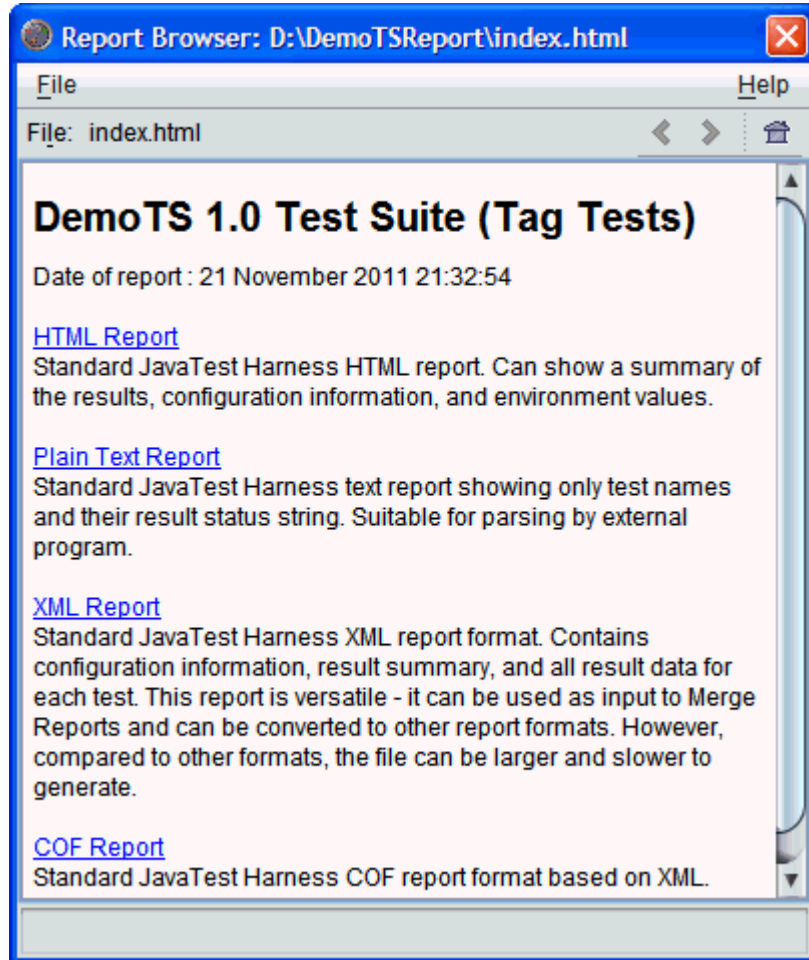 Report Browser: D:\DemoTSReport\index.html
File Help
File: index.html
DemoTS 1.0 Test Suite (Tag Tests)
Date of report : 21 November 2011 21:32:54
HTML Report
Standard JavaTest Harness HTML report. Can show a summary of
the results, configuration information, and environment values.
Plain Text Report
Standard JavaTest Harness text report showing only test names
and their result status string. Suitable for parsing by external
program.
XML Report
Standard JavaTest Harness XML report format. Contains
configuration information, result summary, and all result data for
each test. This report is versatile - it can be used as input to Merge
Reports and can be converted to other report formats. However,
compared to other formats, the file can be larger and slower to
generate.
COF Report
Standard JavaTest Harness COF report format based on XML.